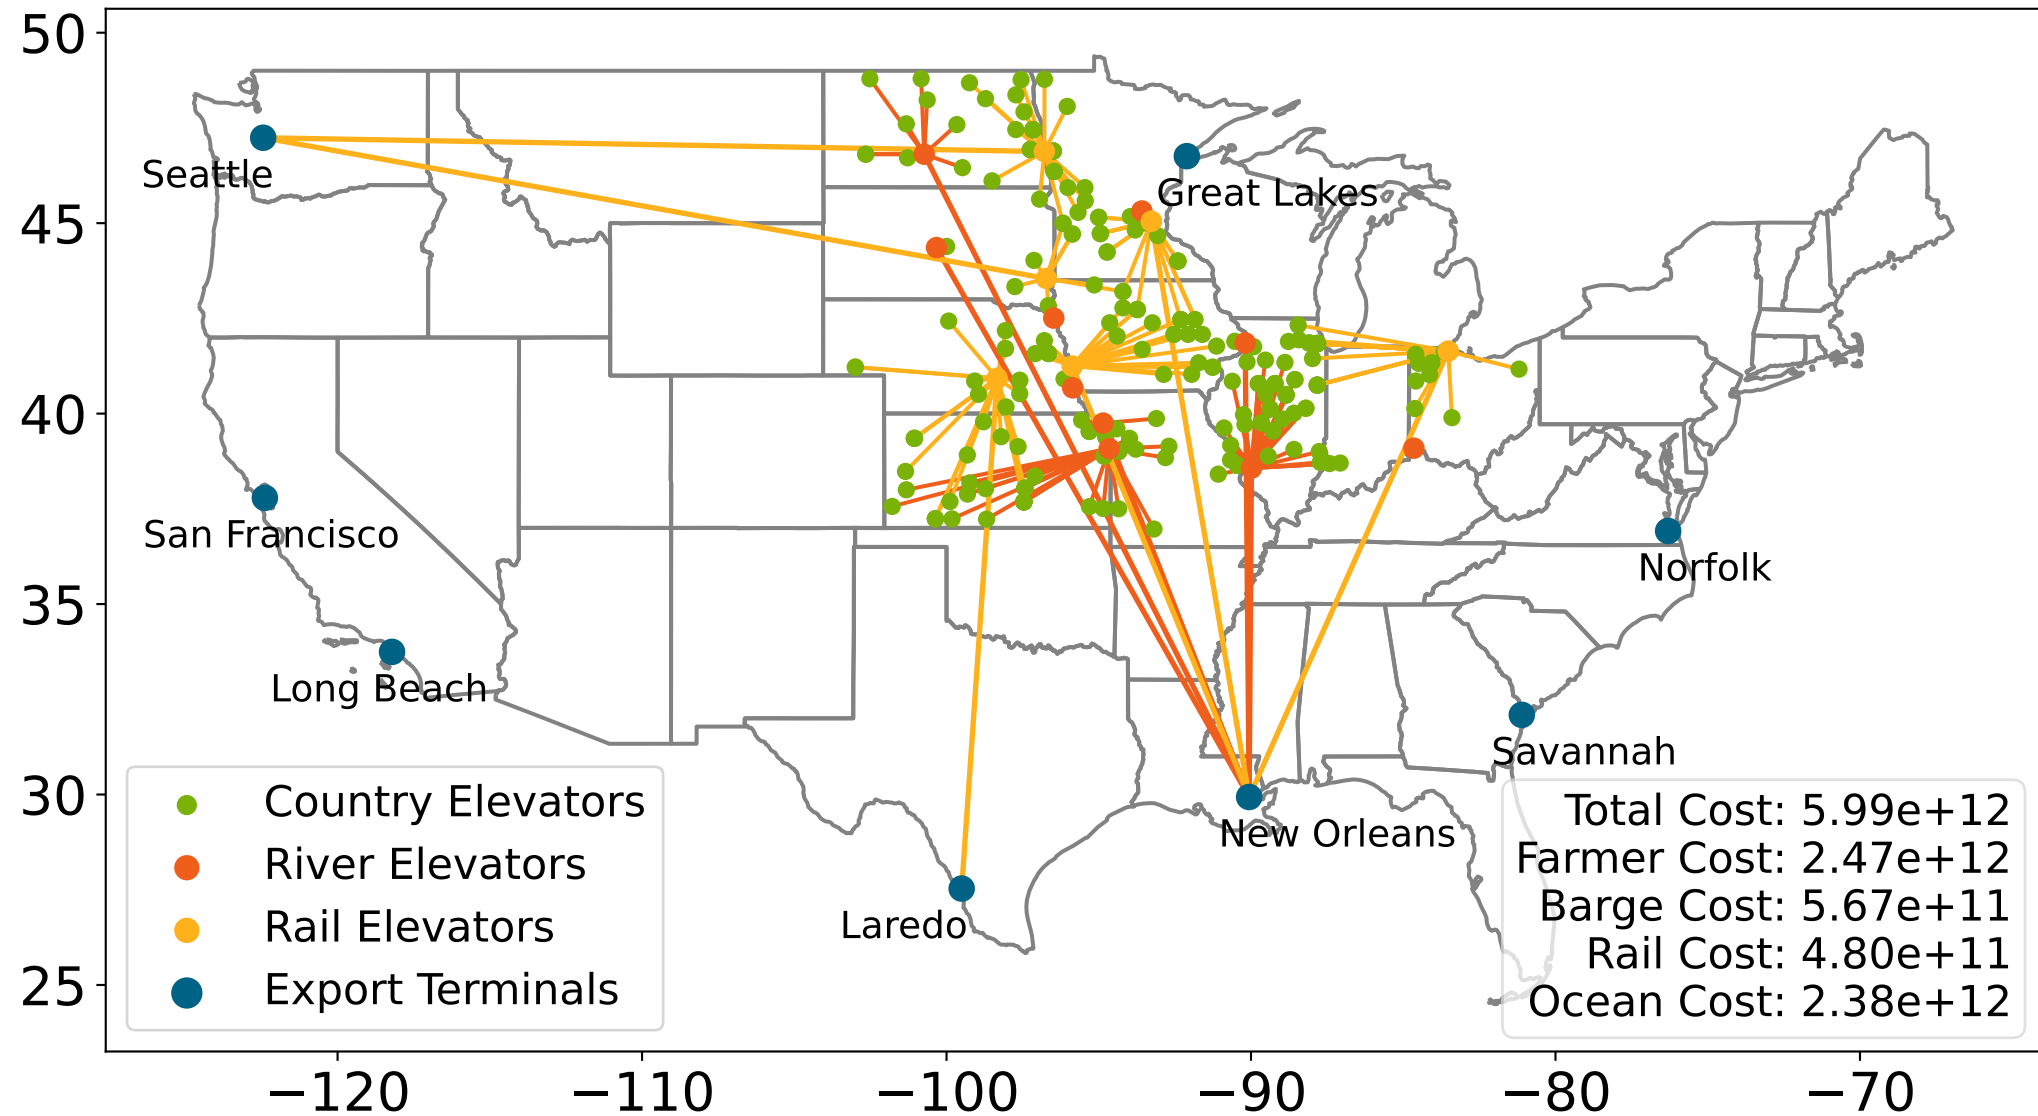 50
45
40
35
30
25
−120
−110
−100
−90
−80
−70
Seattle
Great Lakes
San Francisco
Norfolk
Long Beach
Savannah
New Orleans
Laredo
Country Elevators
River Elevators
Rail Elevators
Export Terminals
Total Cost: 5.99e+12
Farmer Cost: 2.47e+12
Barge Cost: 5.67e+11
Rail Cost: 4.80e+11
Ocean Cost: 2.38e+12